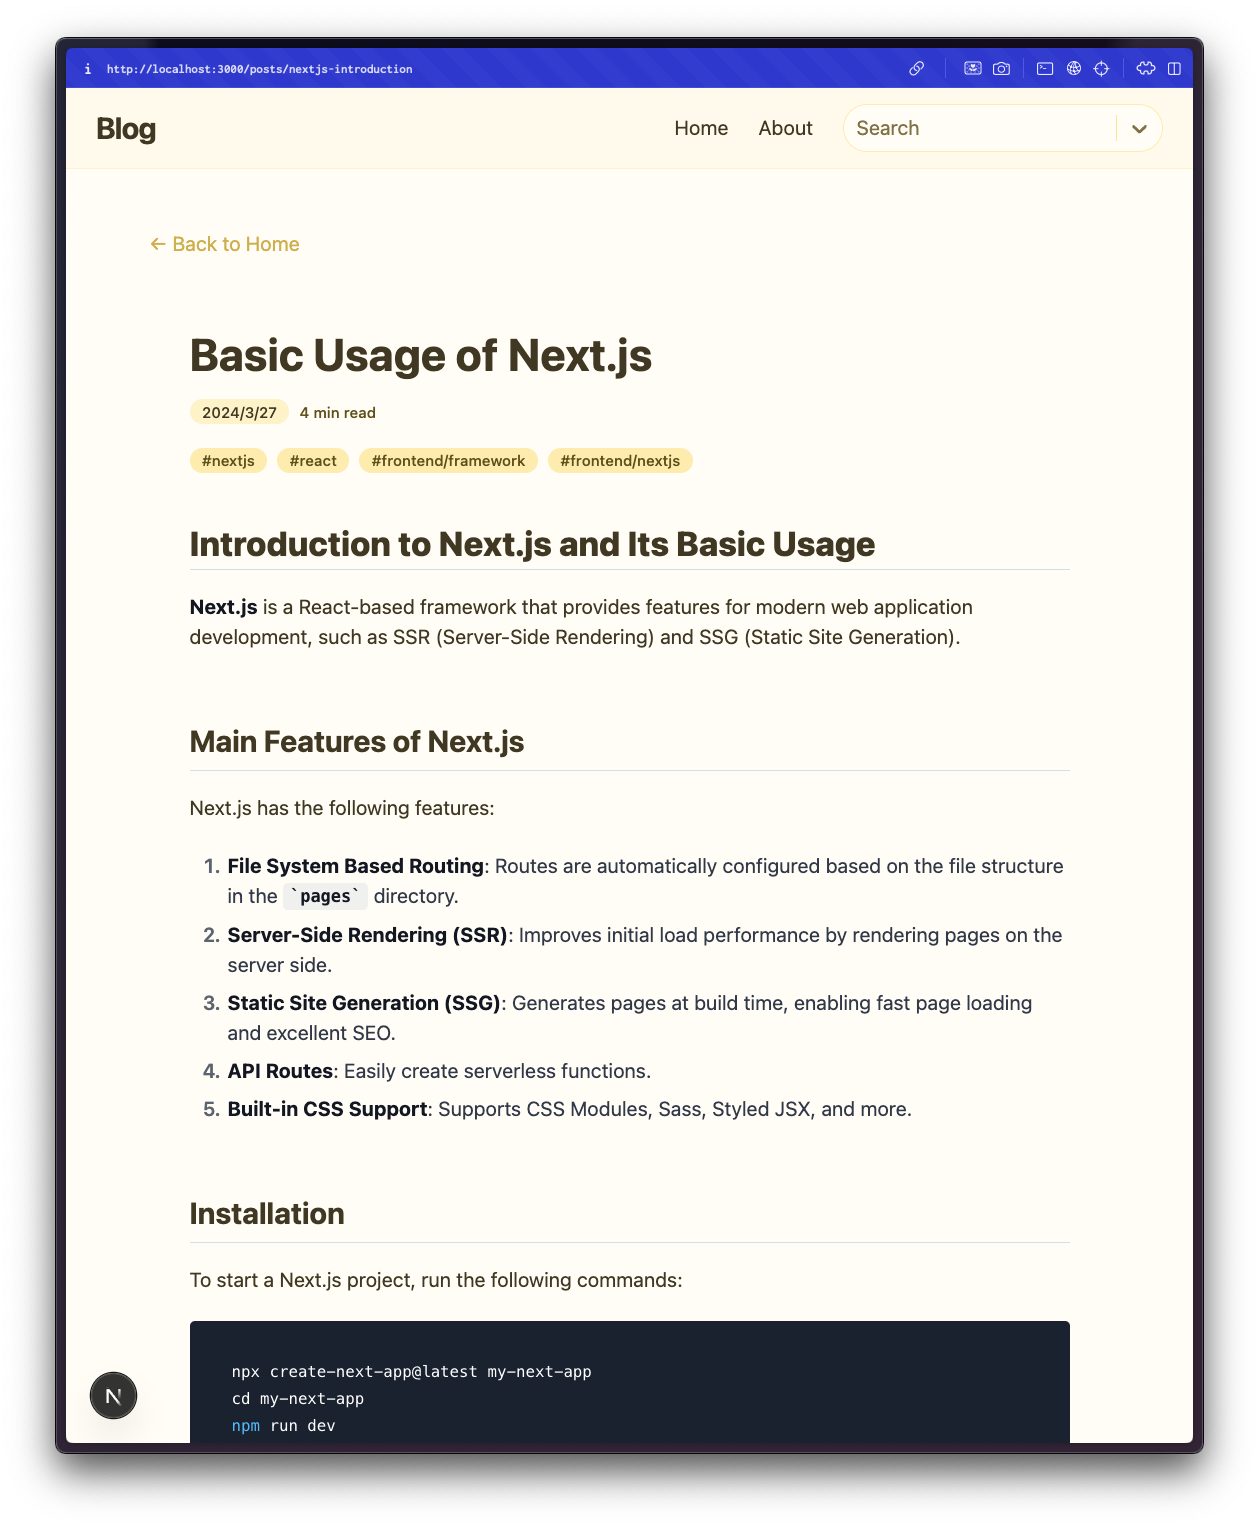 i http://localhost:3000/posts/nextjs-introduction
Blog
Home About Search
← Back to Home
Basic Usage of Next.js
2024/3/27 4 min read
#nextjs #react #frontend/framework #frontend/nextjs
Introduction to Next.js and Its Basic Usage
Next.js is a React-based framework that provides features for modern web application
development, such as SSR (Server-Side Rendering) and SSG (Static Site Generation).
Main Features of Next.js
Next.js has the following features:
1. File System Based Routing: Routes are automatically configured based on the file structure
in the `pages` directory.
2. Server-Side Rendering (SSR): Improves initial load performance by rendering pages on the
server side.
3. Static Site Generation (SSG): Generates pages at build time, enabling fast page loading
and excellent SEO.
4. API Routes: Easily create serverless functions.
5. Built-in CSS Support: Supports CSS Modules, Sass, Styled JSX, and more.
Installation
To start a Next.js project, run the following commands:
npx create-next-app@latest my-next-app
cd my-next-app
npm run dev
N